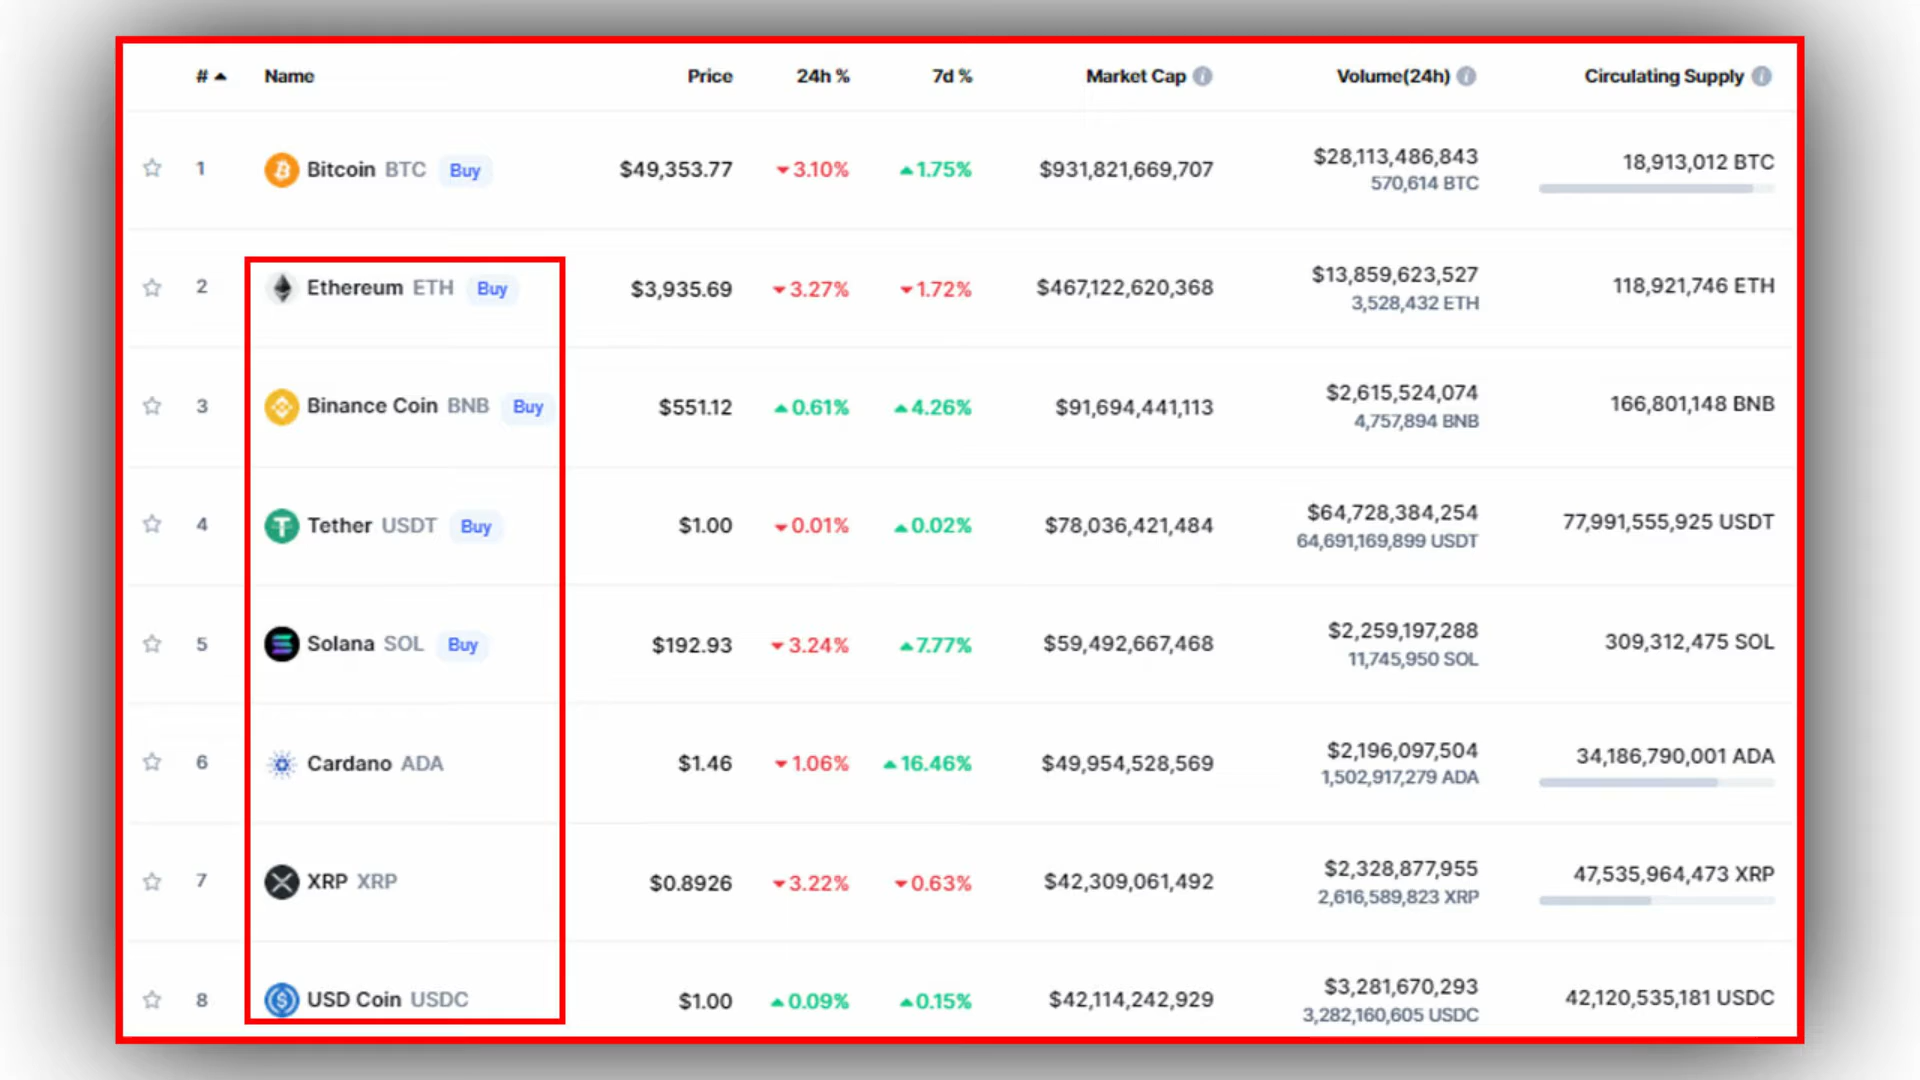 # Name Price 24h % 7d % Market Cap Volume(24h) Circulating Supply
1 Bitcoin BTC Buy $49,353.77 3.10% 1.75% $931,821,669,707 $28,113,486,843 18,913,012 BTC
570,614 BTC
2 Ethereum ETH Buy $3,935.69 3.27% 1.72% $467,122,620,368 $13,859,623,527 118,921,746 ETH
3,528,432 ETH
3 Binance Coin BNB Buy $551.12 0.61% 4.26% $91,694,441,113 $2,615,524,074 166,801,148 BNB
4,757,894 BNB
4 Tether USDT Buy $1.00 0.01% 0.02% $78,036,421,484 $64,728,384,254 77,991,555,925 USDT
64,691,169,899 USDT
5 Solana SOL Buy $192.93 3.24% 7.77% $59,492,667,468 $2,259,197,288 309,312,475 SOL
11,745,950 SOL
6 Cardano ADA $1.46 1.06% 16.46% $49,954,528,569 $2,196,097,504 34,186,790,001 ADA
1,502,917,279 ADA
7 XRP XRP $0.8926 3.22% 0.63% $42,309,061,492 $2,328,877,955 47,535,964,473 XRP
2,616,589,823 XRP
8 USD Coin USDC $1.00 0.09% 0.15% $42,114,242,929 $3,281,670,293 42,120,535,181 USDC
3,282,160,605 USDC